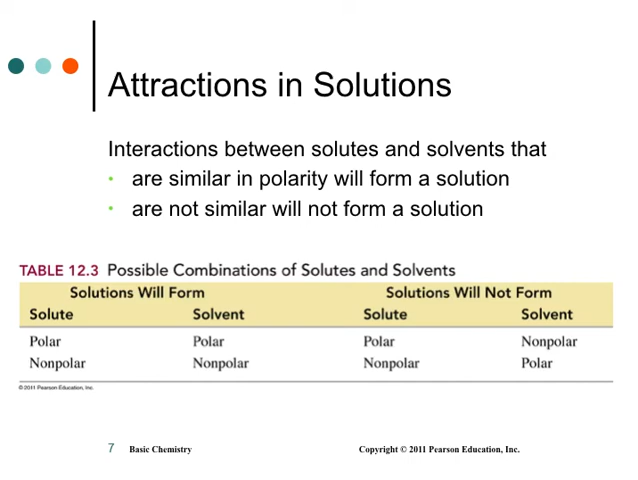 Attractions in Solutions
Interactions between solutes and solvents that
• are similar in polarity will form a solution
• are not similar will not form a solution
TABLE 12.3 Possible Combinations of Solutes and Solvents
Solutions Will Form Solutions Will Not Form
Solute Solvent Solute Solvent
Polar Polar Polar Nonpolar
Nonpolar Nonpolar Nonpolar Polar
© 2011 Pearson Education, Inc.
7 Basic Chemistry Copyright © 2011 Pearson Education, Inc.